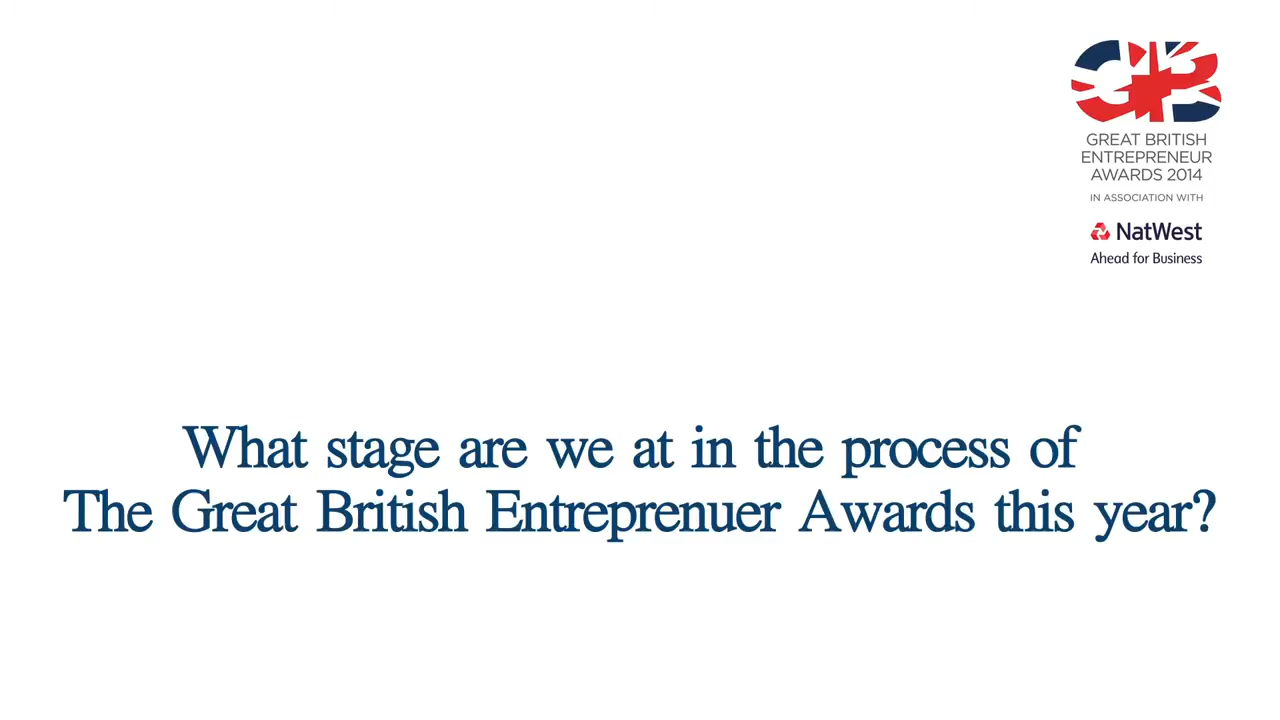 GB
GREAT BRITISH
ENTREPRENEUR
AWARDS 2014
IN ASSOCIATION WITH
NatWest
Ahead for Business
What stage are we at in the process of
The Great British Entreprenuer Awards this year?